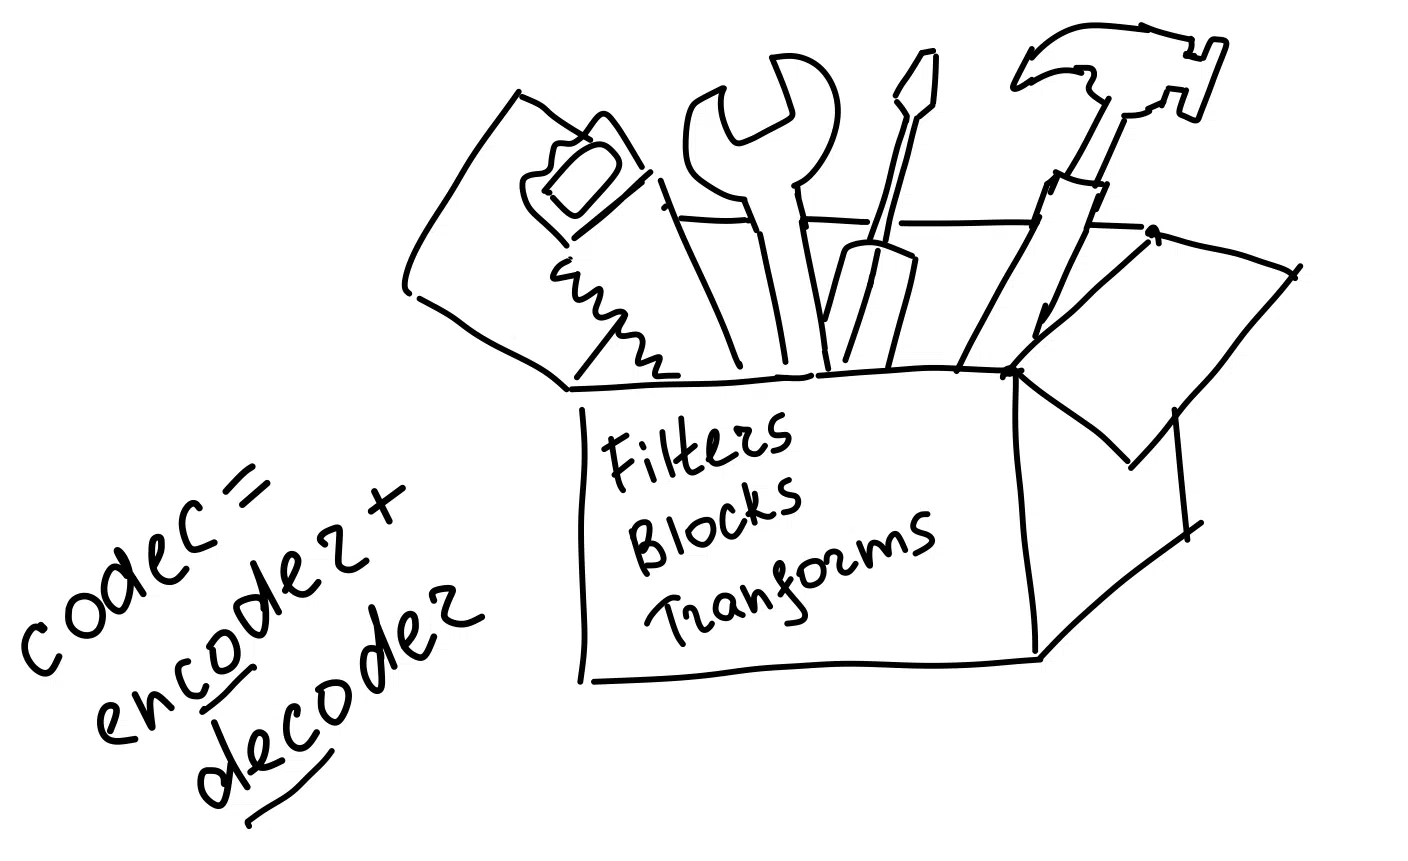 Filters
Blocks
Tranforms
codec =
encoder +
decoder